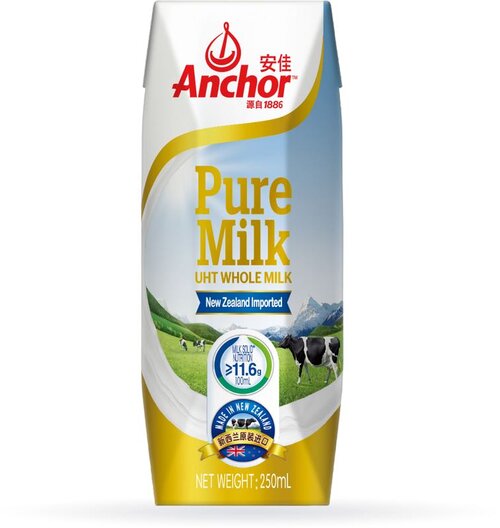 安佳
Anchor™
源自1886
Pure
Milk
UHT WHOLE MILK
New Zealand Imported
MILK SOLID
NUTRITION
≥11.6g
100mL
MADE IN NEW ZEALAND
新西兰原装进口
NET WEIGHT: 250mL